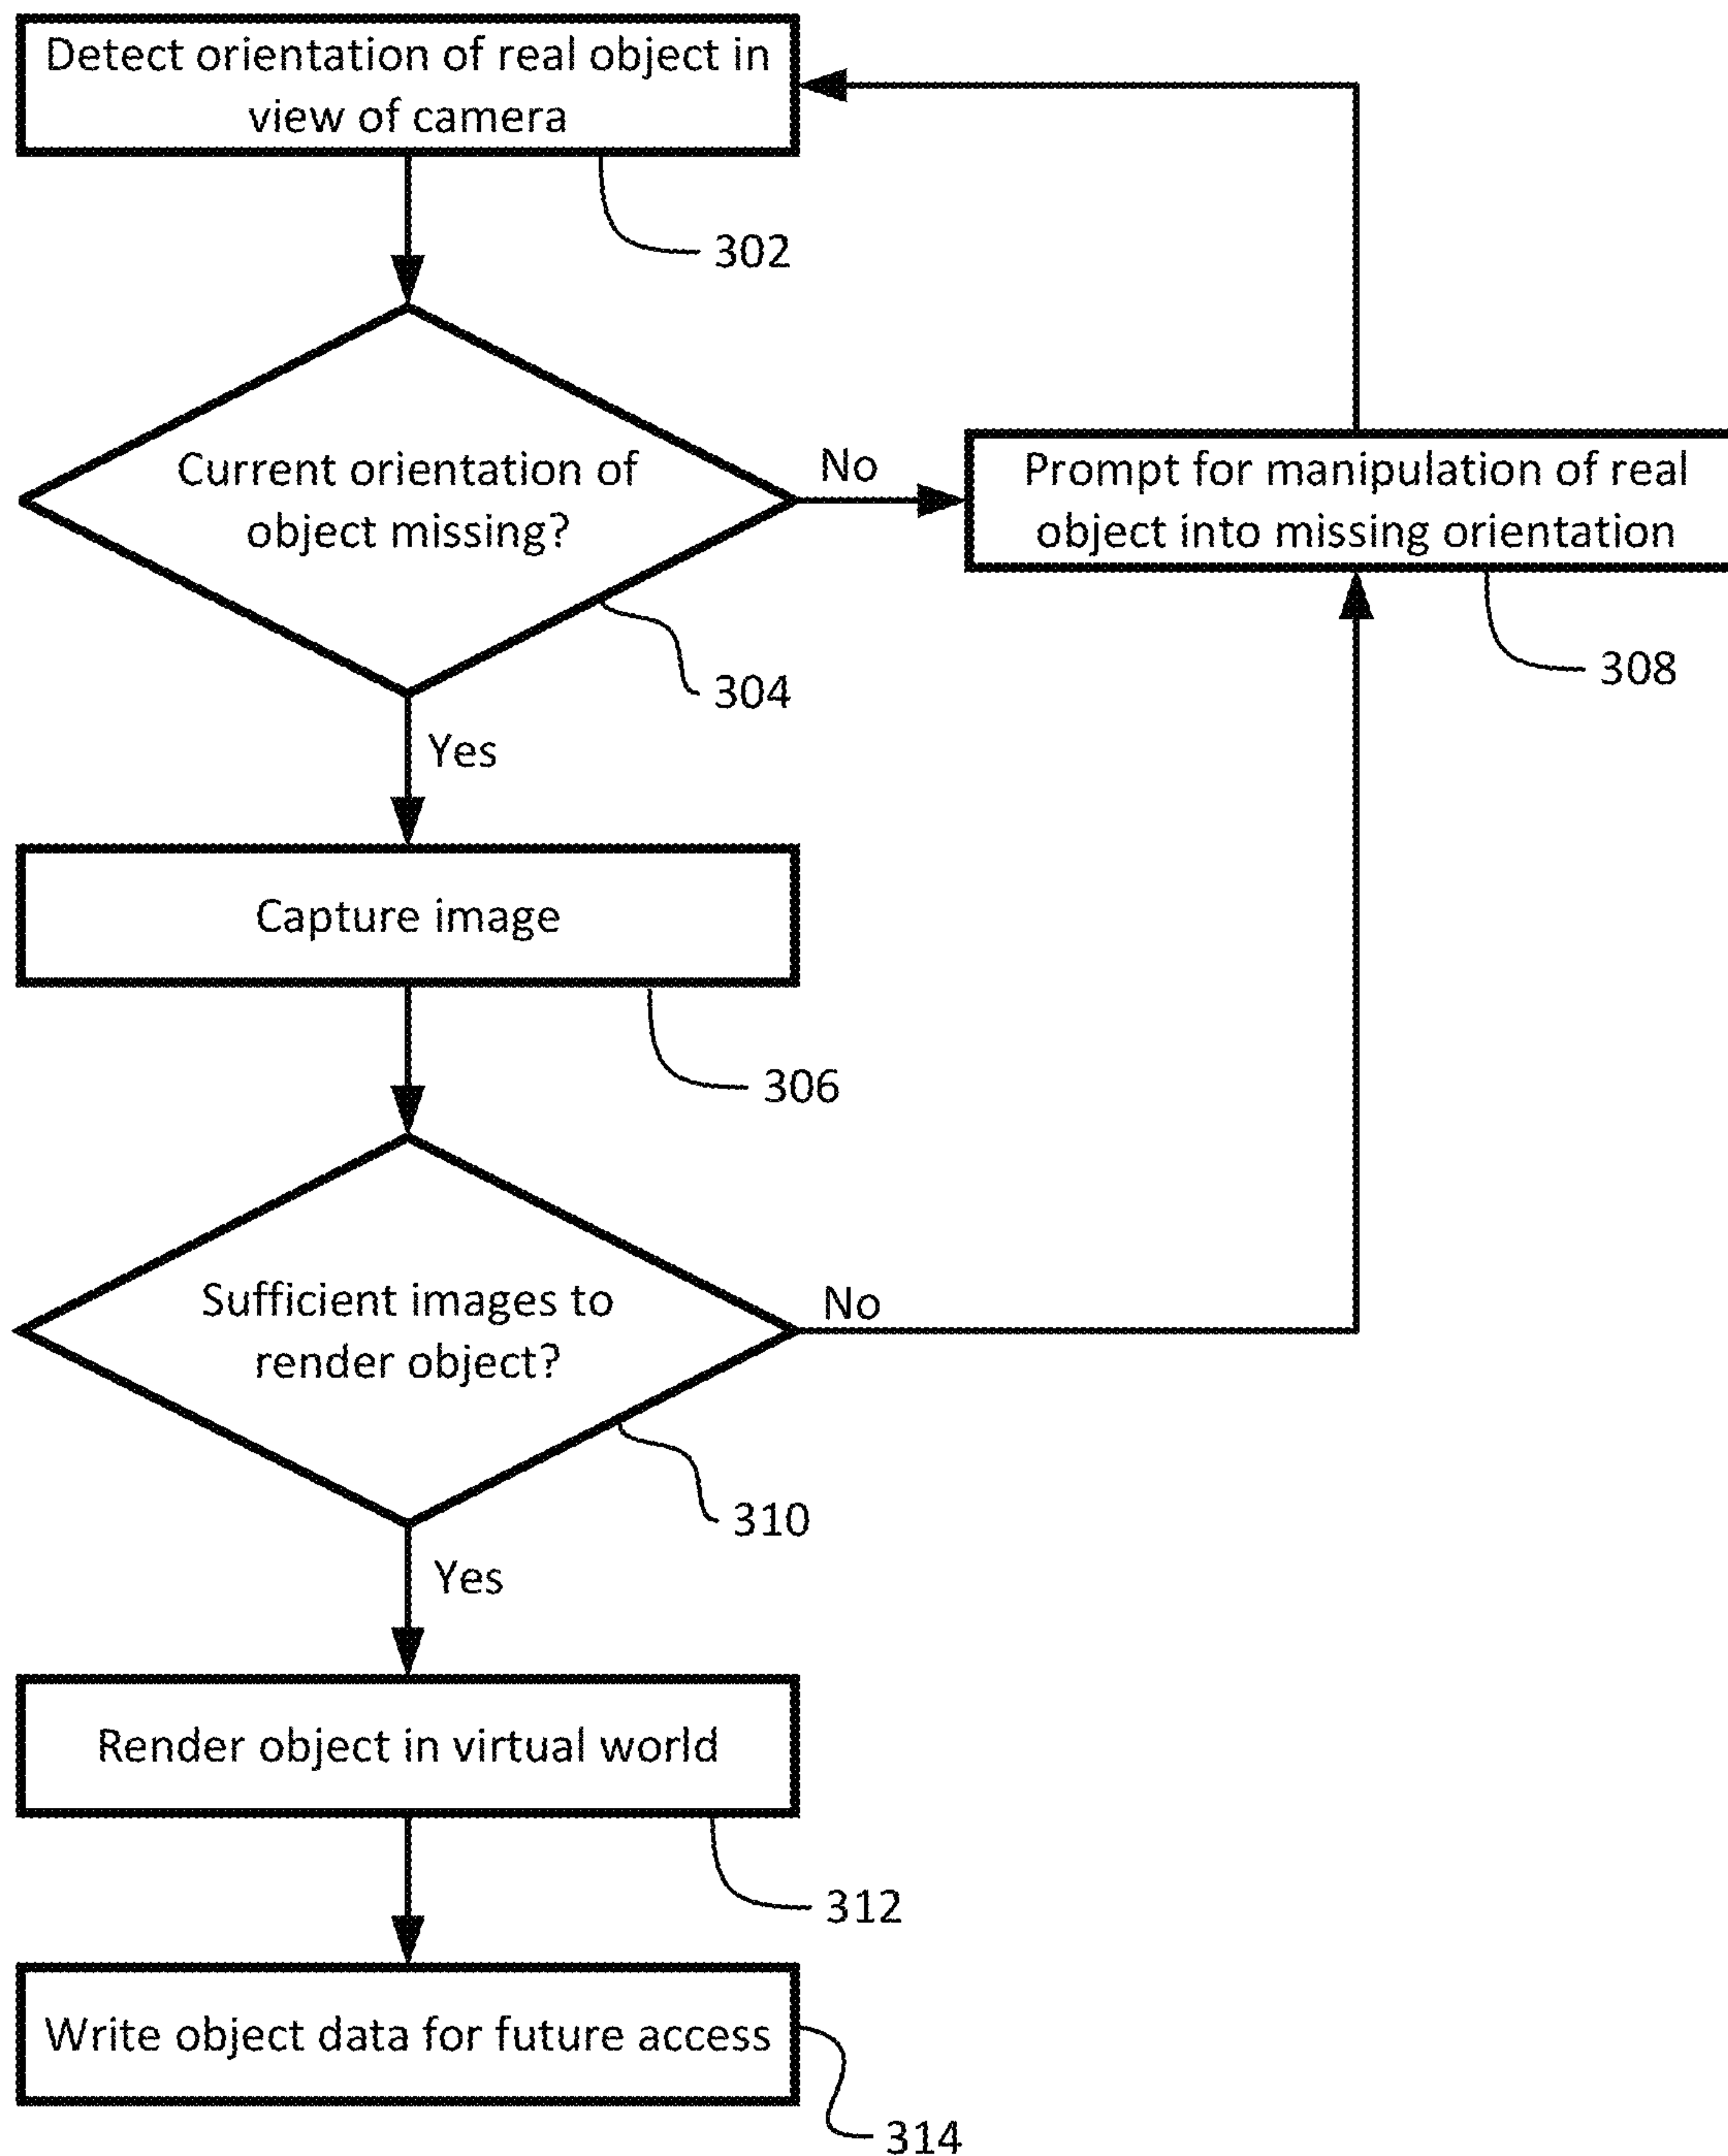 Detect orientation of real object in
view of camera
302
Current orientation of
object missing?
No
304
Prompt for manipulation of real
object into missing orientation
308
Yes
Capture image
306
Sufficient images to
render object?
No
310
Yes
Render object in virtual world
312
Write object data for future access
314